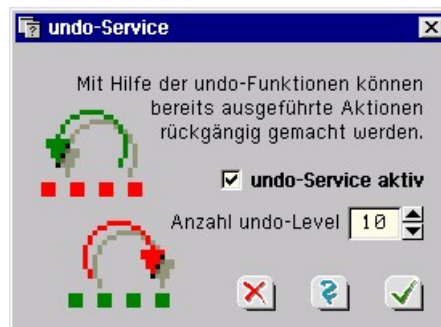 undo-Service
Mit Hilfe der undo-Funktionen können
bereits ausgeführte Aktionen
rückgängig gemacht werden.
undo-Service aktiv
Anzahl undo-Level 10